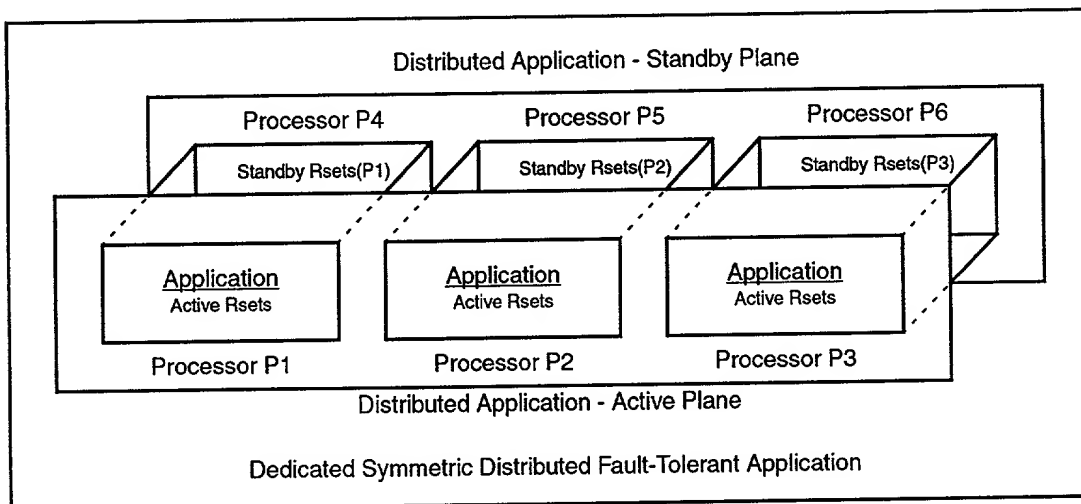 Distributed Application - Standby Plane
Processor P4
Processor P5
Processor P6
Standby Rsets(P1)
Standby Rsets(P2)
Standby Rsets(P3)
Application
Active Rsets
Application
Active Rsets
Application
Active Rsets
Processor P1
Processor P2
Processor P3
Distributed Application - Active Plane
Dedicated Symmetric Distributed Fault-Tolerant Application